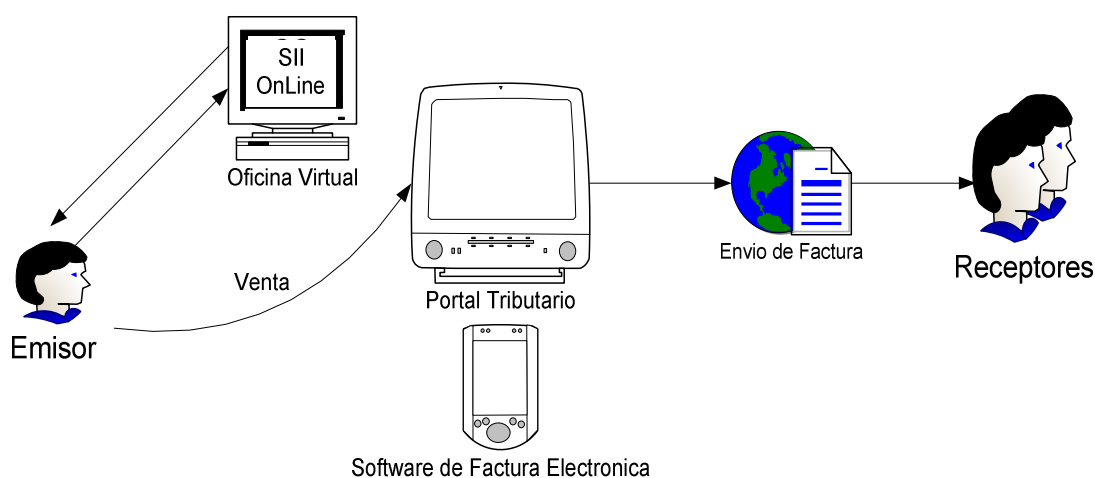 SII
OnLine
Oficina Virtual
Venta
Emisor
Portal Tributario
Software de Factura Electronica
Envio de Factura
Receptores